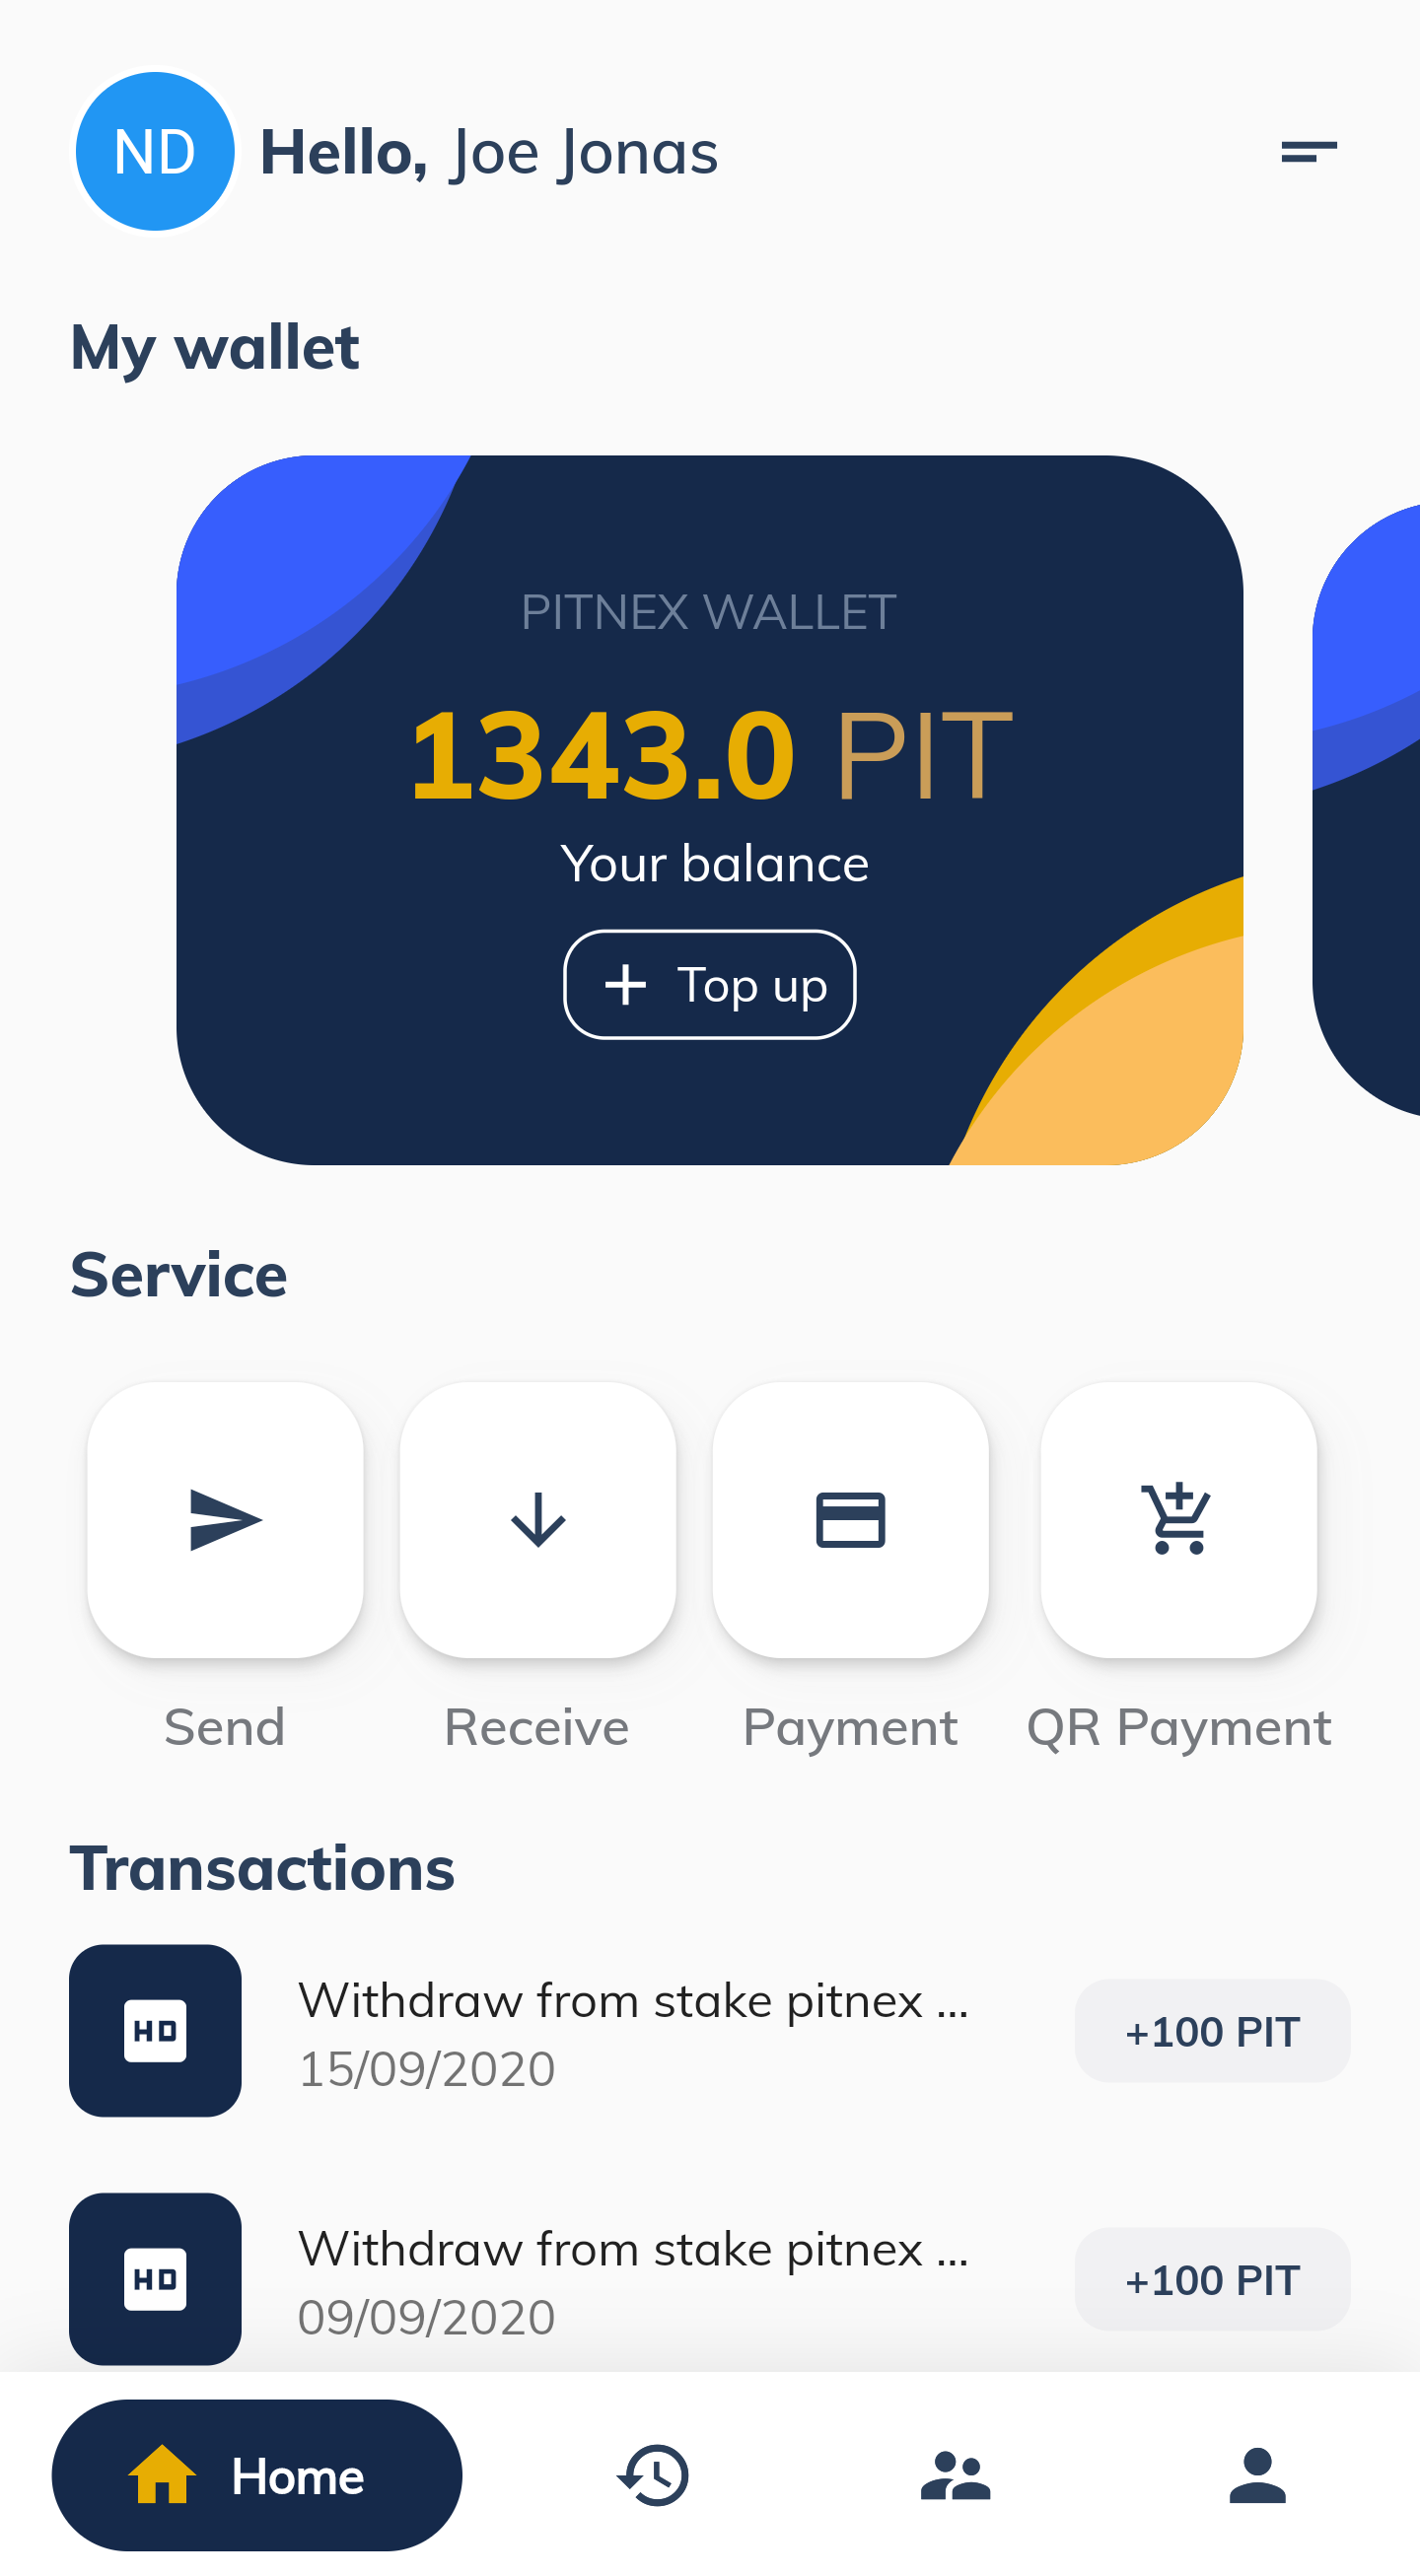 ND
Hello, Joe Jonas
My wallet
PITNEX WALLET
1343.0 PIT
Your balance
+ Top up
Service
Send
Receive
Payment
QR Payment
Transactions
HD
Withdraw from stake pitnex ...
15/09/2020
+100 PIT
HD
Withdraw from stake pitnex ...
09/09/2020
+100 PIT
Home